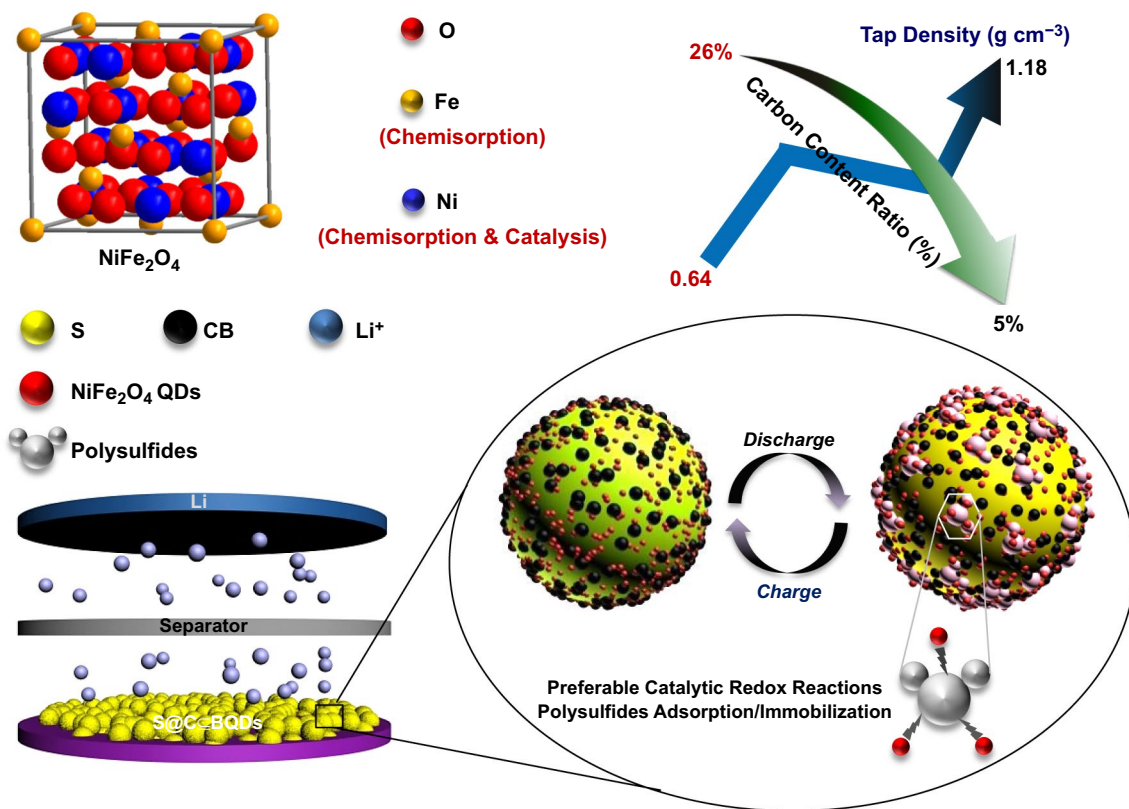 O
Fe
(Chemisorption)
Ni
(Chemisorption & Catalysis)
NiFe₂O₄
Tap Density (g cm⁻³)
26%
1.18
Carbon Content Ratio (%)
0.64
5%
S
CB
Li⁺
NiFe₂O₄ QDs
Polysulfides
Li
Separator
S@C⊂BQDs
Discharge
Charge
Preferable Catalytic Redox Reactions
Polysulfides Adsorption/Immobilization